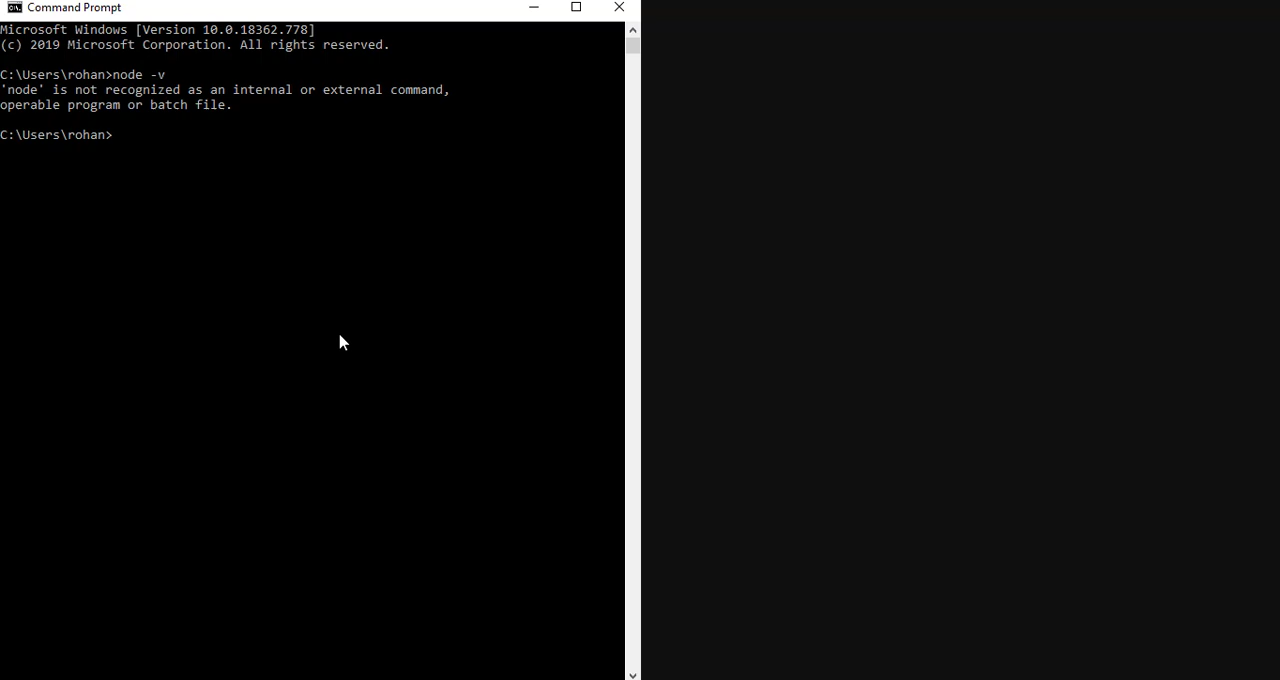 Command Prompt
Microsoft Windows [Version 10.0.18362.778]
(c) 2019 Microsoft Corporation. All rights reserved.
C:\Users\rohan>node -v
'node' is not recognized as an internal or external command,
operable program or batch file.
C:\Users\rohan>